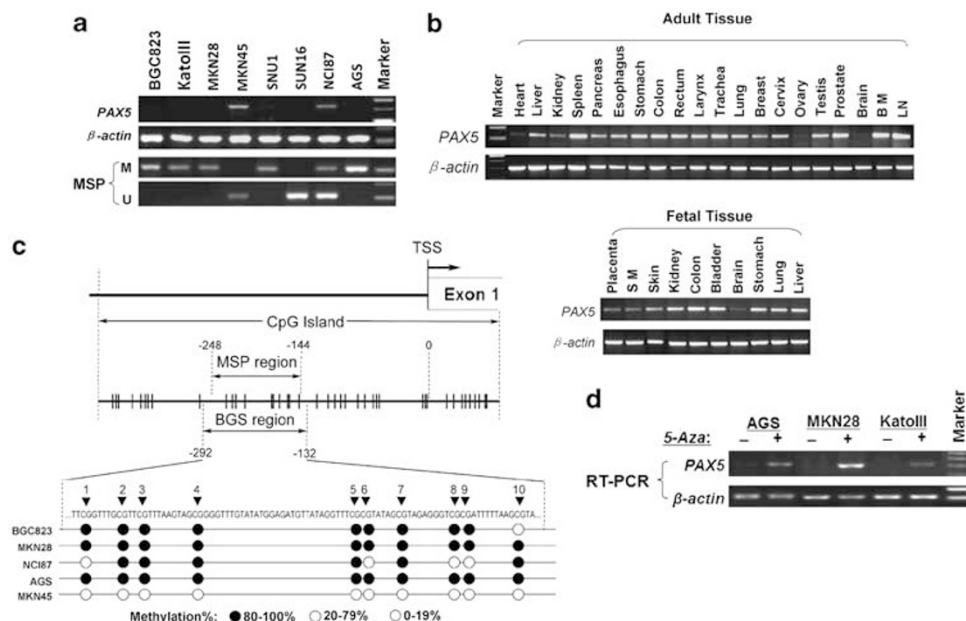 a
BGC823
KatoIII
MKN28
MKN45
SNU1
SUN16
NCI87
AGS
Marker
PAX5
β-actin
MSP
M
U
b
Adult Tissue
Marker
Heart
Liver
Kidney
Spleen
Pancreas
Esophagus
Stomach
Colon
Rectum
Larynx
Trachea
Lung
Breast
Cervix
Ovary
Testis
Prostate
Brain
B M
LN
PAX5
β-actin
Fetal Tissue
Placenta
S M
Skin
Kidney
Colon
Bladder
Brain
Stomach
Lung
Liver
PAX5
β-actin
c
TSS
Exon 1
CpG Island
-248
-144
0
MSP region
BGS region
-292
-132
1 2 3 4 5 6 7 8 9 10
...TTCGGTTTGCGTTCGTTTAAGTAGCGGGGTTTGTATATGGAGATGTTATAGGTTTCGCGTATAGCGTAGAGGGTCGCGATTTTTAAGCGTA...
BGC823
MKN28
NCI87
AGS
MKN45
Methylation%: 80-100% 20-79% 0-19%
d
AGS MKN28 KatoIII
Marker
5-Aza: – + – + – +
RT-PCR
PAX5
β-actin